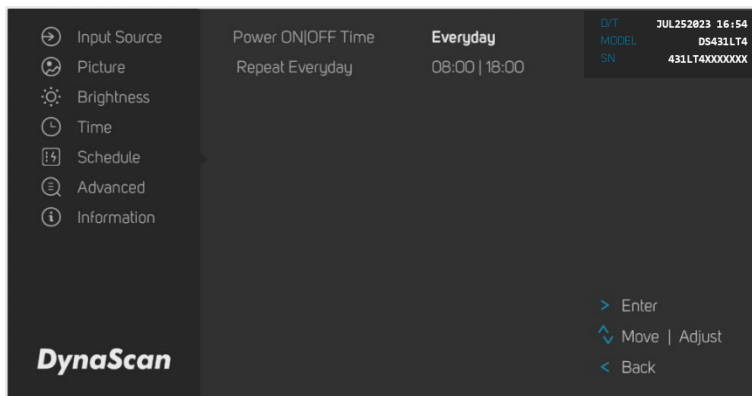 Input Source
Picture
Brightness
Time
Schedule
Advanced
Information
DynaScan
Power ON|OFF Time Everyday
Repeat Everyday 08:00 | 18:00
D/T JUL252023 16:54
MODEL DS431LT4
SN 431LT4XXXXXXX
> Enter
Move | Adjust
< Back